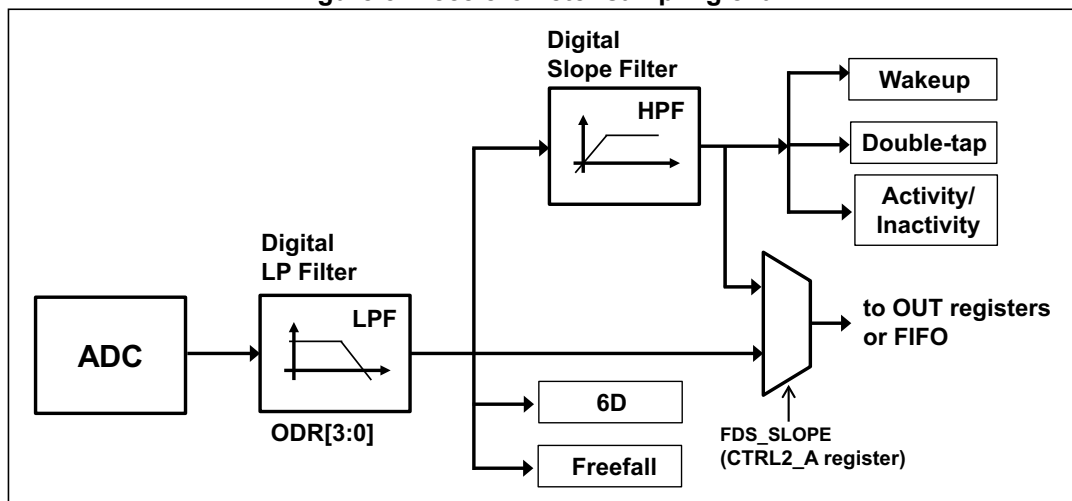 Digital
Slope Filter
HPF
Wakeup
Double-tap
Activity/
Inactivity
Digital
LP Filter
LPF
ADC
to OUT registers
or FIFO
6D
ODR[3:0]
FDS_SLOPE
(CTRL2_A register)
Freefall